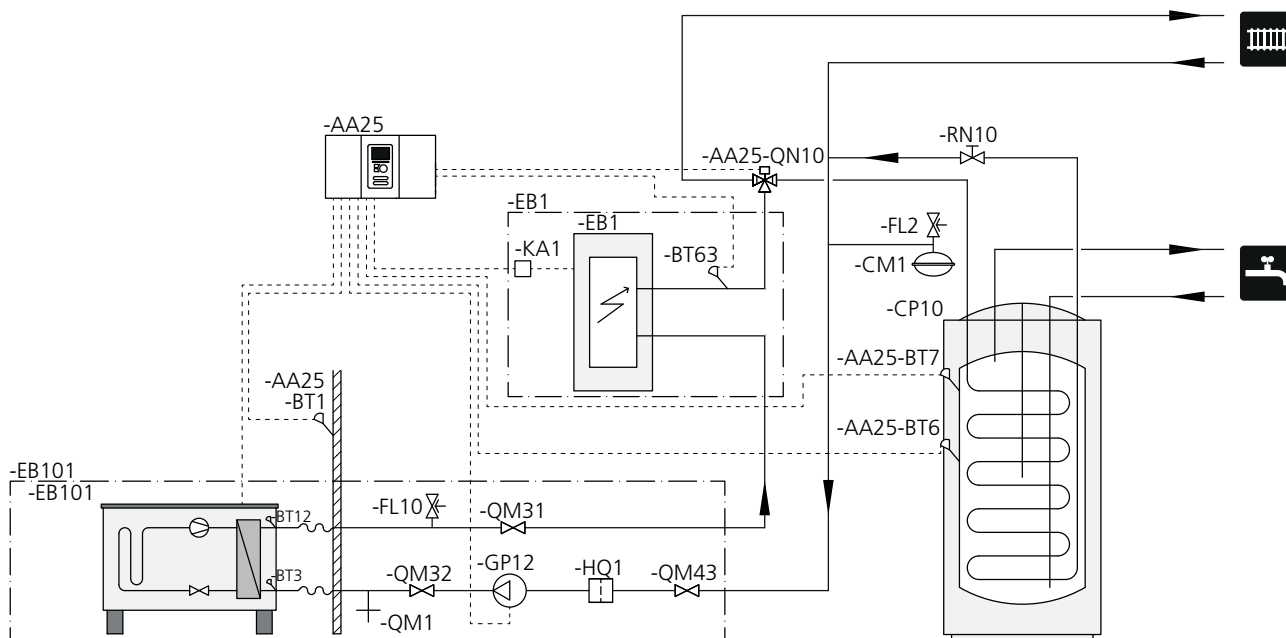 -AA25
-RN10
-AA25-QN10
-EB1
-EB1
-FL2
-KA1
-BT63
-CM1
-CP10
-AA25-BT7
-AA25
-BT1
-AA25-BT6
-EB101
-EB101
-BT12
-FL10
-QM31
-GP12
-HQ1
-QM32
-QM43
-BT3
-QM1